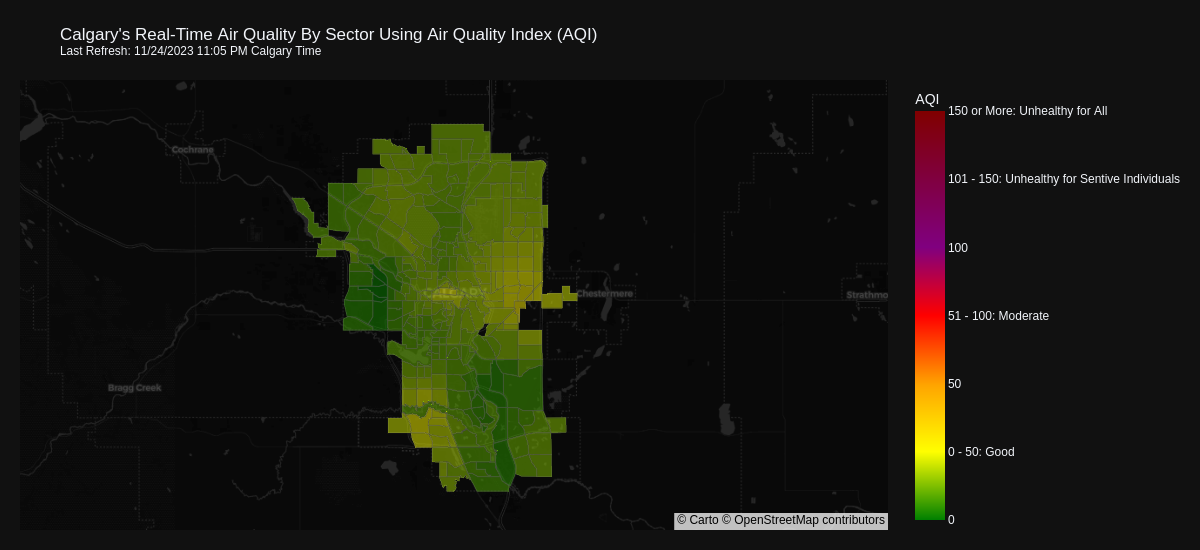 Calgary's Real-Time Air Quality By Sector Using Air Quality Index (AQI)
Last Refresh: 11/24/2023 11:05 PM Calgary Time
AQI
150 or More: Unhealthy for All
101 - 150: Unhealthy for Sentive Individuals
100
51 - 100: Moderate
50
0 - 50: Good
0
Cochrane
CALGARY
Chestermere
Strathmo
Bragg Creek
© Carto © OpenStreetMap contributors